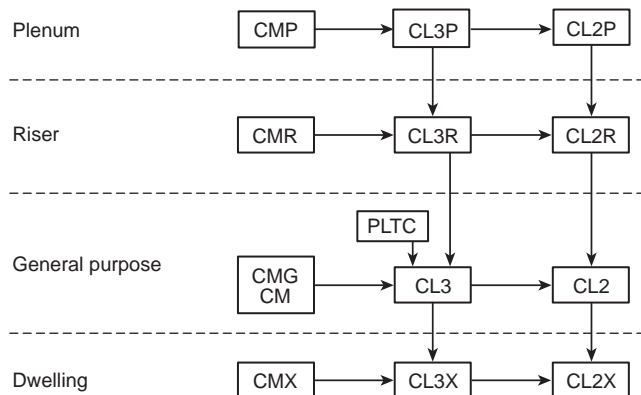 Plenum
CMP
CL3P
CL2P
Riser
CMR
CL3R
CL2R
PLTC
General purpose
CMG
CM
CL3
CL2
Dwelling
CMX
CL3X
CL2X